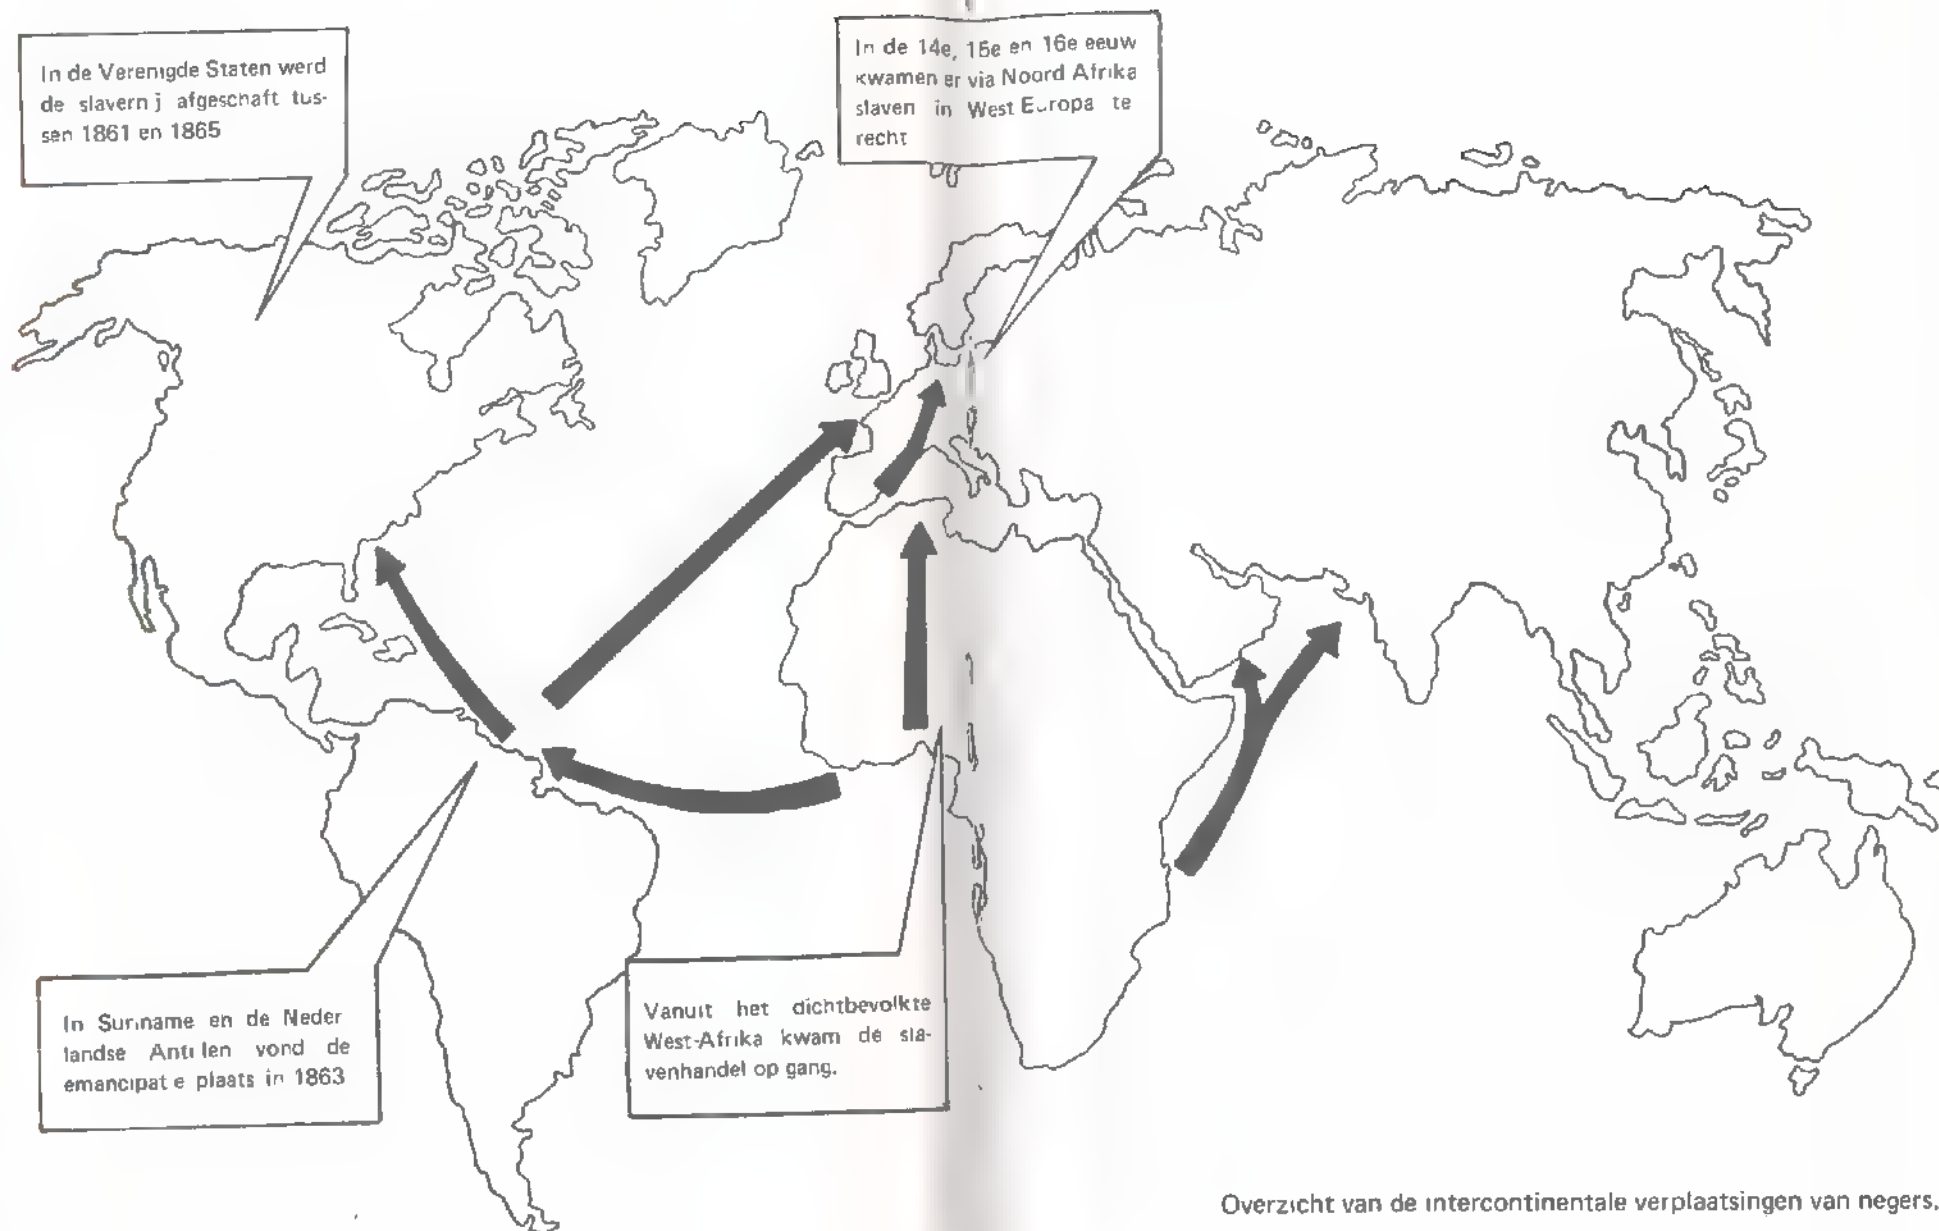 In de Verenigde Staten werd
de slavernij afgeschaft tus-
sen 1861 en 1865
In de 14e, 15e en 16e eeuw
kwamen er via Noord Afrika
slaven in West Europa te
recht
In Suriname en de Neder
landse Antillen vond de
emancipatie plaats in 1863
Vanuit het dichtbevolkte
West-Afrika kwam de sla-
venhandel op gang.
Overzicht van de intercontinentale verplaatsingen van negers.